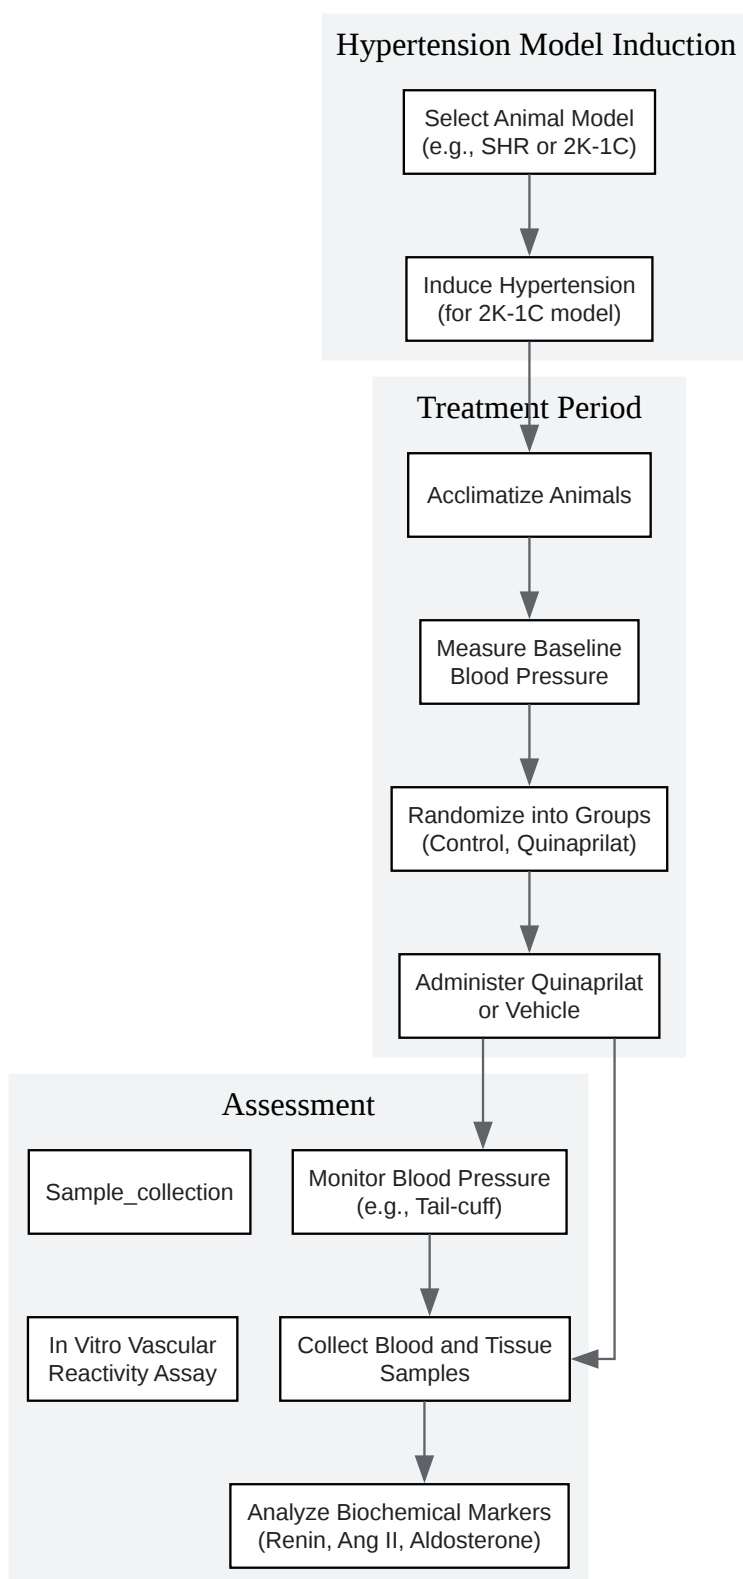 Hypertension Model Induction
Select Animal Model
(e.g., SHR or 2K-1C)
Induce Hypertension
(for 2K-1C model)
Treatment Period
Acclimatize Animals
Measure Baseline
Blood Pressure
Randomize into Groups
(Control, Quinaprilat)
Administer Quinaprilat
or Vehicle
Assessment
Sample_collection
Monitor Blood Pressure
(e.g., Tail-cuff)
In Vitro Vascular
Reactivity Assay
Collect Blood and Tissue
Samples
Analyze Biochemical Markers
(Renin, Ang II, Aldosterone)